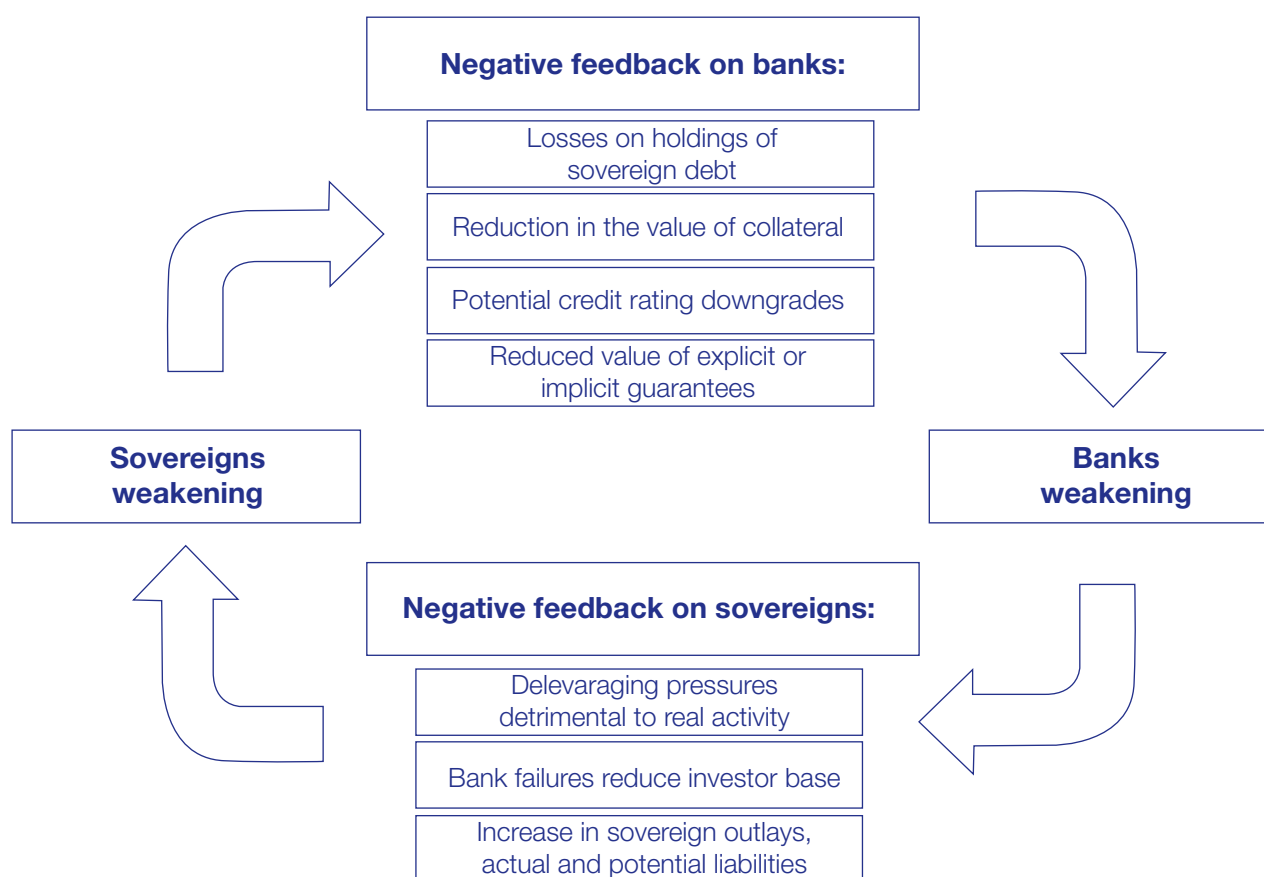 Negative feedback on banks:
Losses on holdings of
sovereign debt
Reduction in the value of collateral
Potential credit rating downgrades
Reduced value of explicit or
implicit guarantees
Sovereigns
weakening
Banks
weakening
Negative feedback on sovereigns:
Delevaraging pressures
detrimental to real activity
Bank failures reduce investor base
Increase in sovereign outlays,
actual and potential liabilities